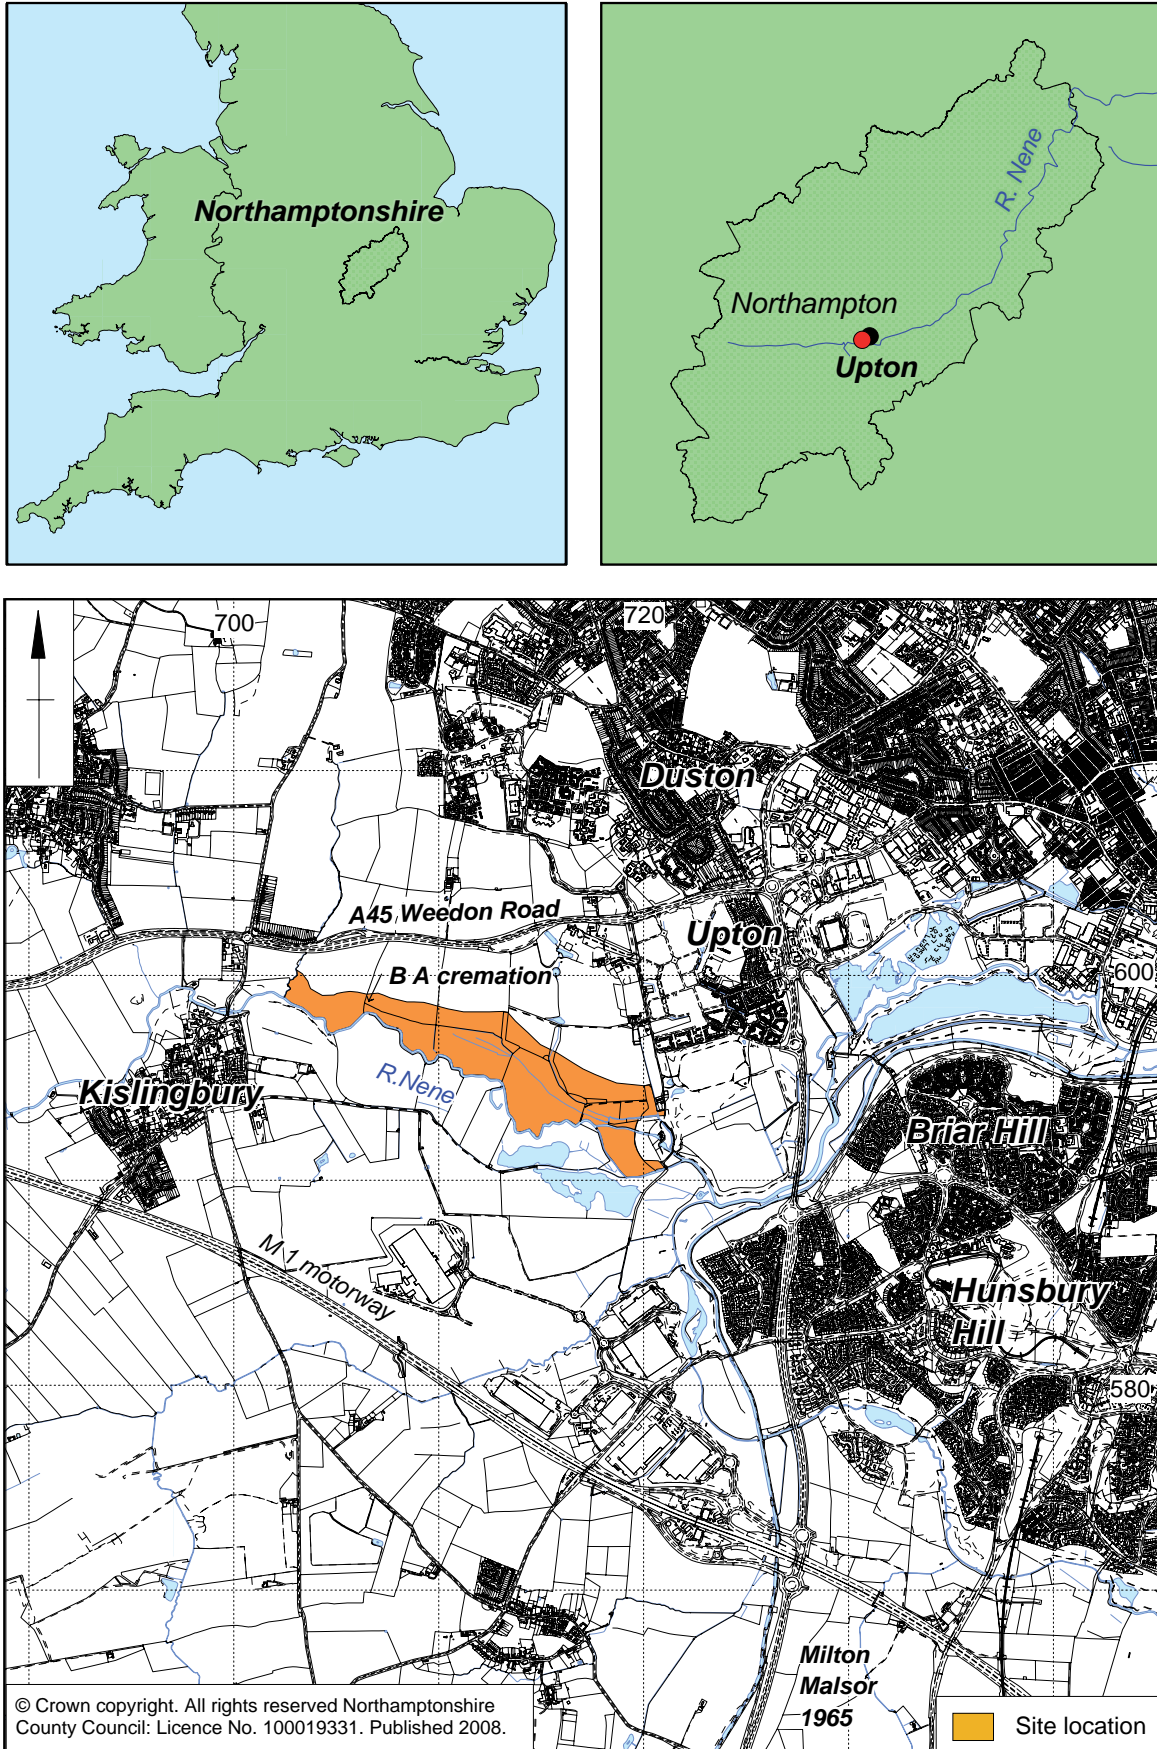 Northamptonshire
R. Nene
Northampton
Upton
700
720
Duston
A45 Weedon Road
Upton
B A cremation
600
R.Nene
Kislingbury
Briar Hill
M 1 motorway
Hunsbury
Hill
580
Milton
Malsor
1965
© Crown copyright. All rights reserved Northamptonshire
County Council: Licence No. 100019331. Published 2008.
Site location